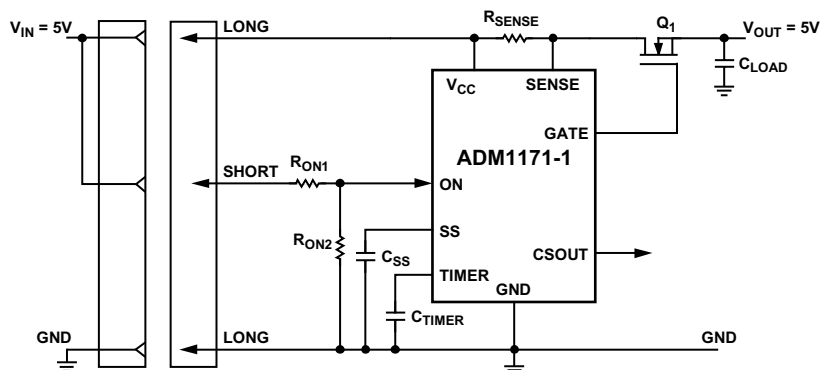 V_IN = 5V
LONG
R_SENSE
Q_1
V_OUT = 5V
C_LOAD
V_CC
SENSE
GATE
ADM1171-1
SHORT
R_ON1
ON
R_ON2
C_SS
SS
CSOUT
TIMER
GND
C_TIMER
GND
LONG
GND